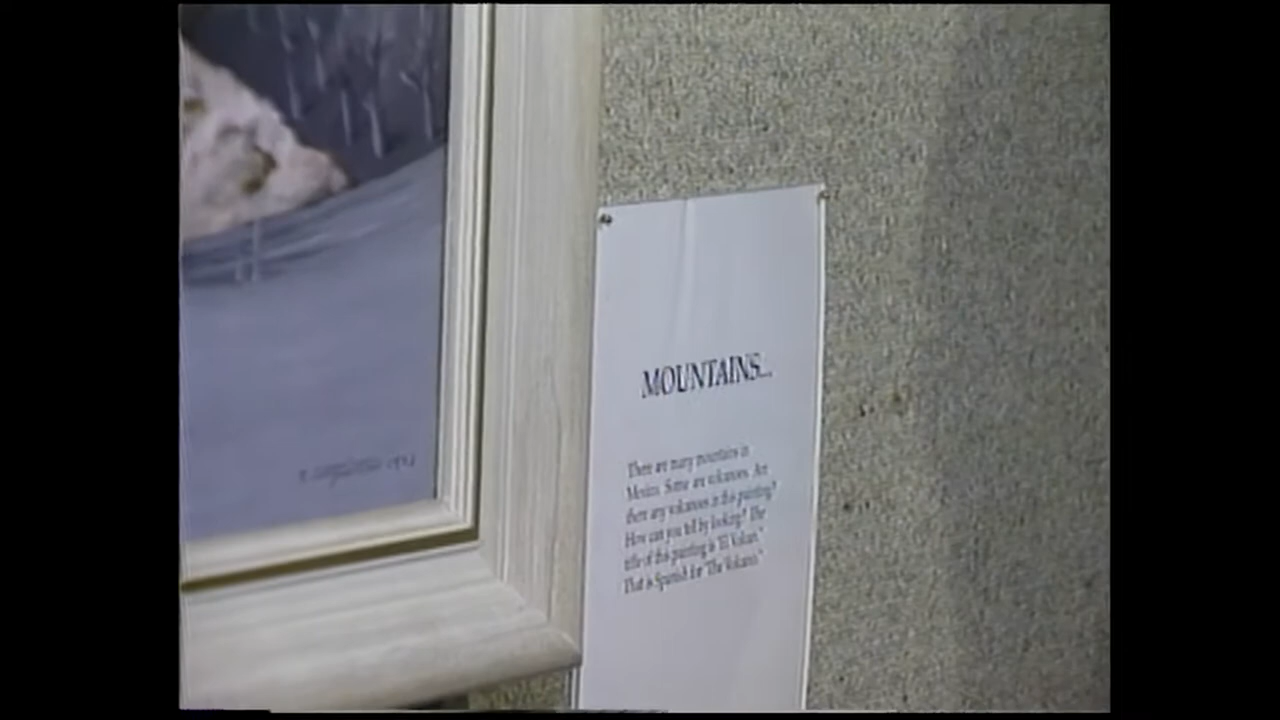 MOUNTAINS...
There are many mountains in
Mexico. Some are volcanoes. Are
there any volcanoes in this painting?
How can you tell by looking? The
title of this painting is "El Volcan."
That is Spanish for "The Volcano."